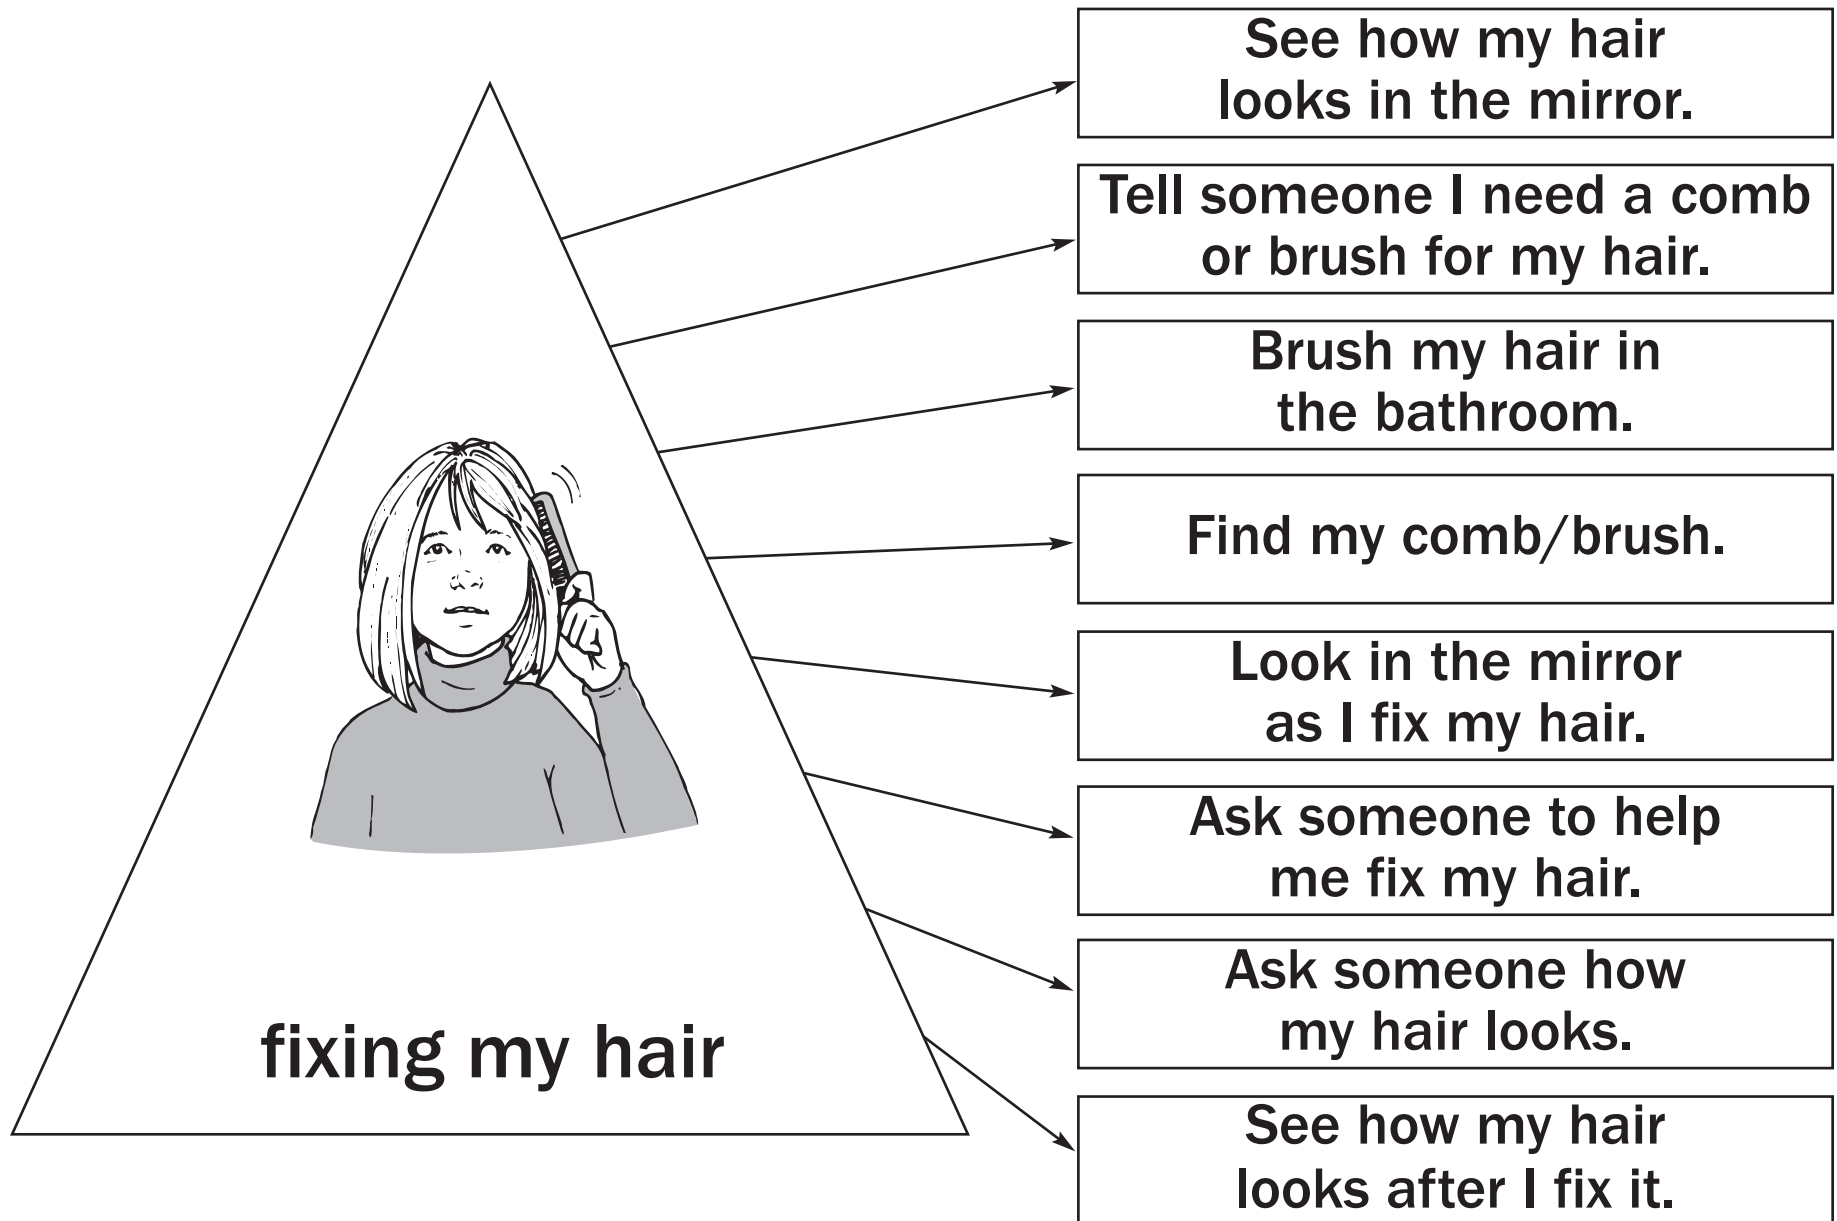 See how my hair
looks in the mirror.
Tell someone I need a comb
or brush for my hair.
Brush my hair in
the bathroom.
Find my comb/brush.
Look in the mirror
as I fix my hair.
Ask someone to help
me fix my hair.
Ask someone how
my hair looks.
See how my hair
looks after I fix it.
fixing my hair